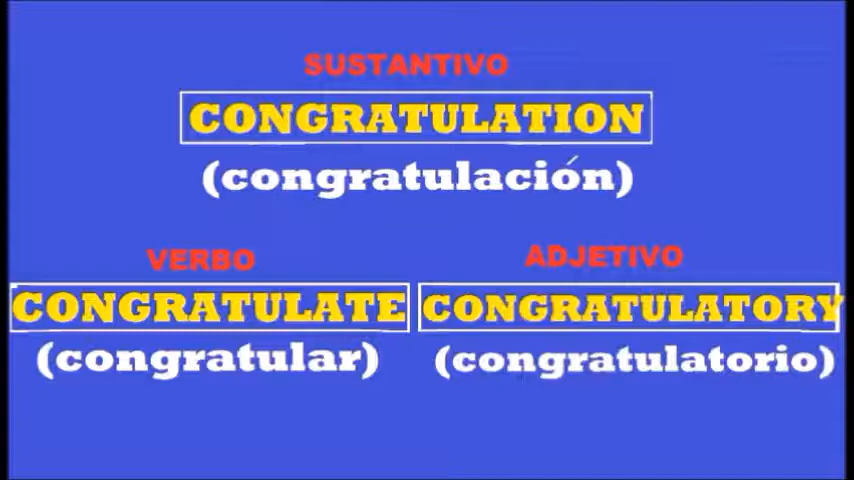 SUSTANTIVO
CONGRATULATION
(congratulación)
VERBO
CONGRATULATE
(congratular)
ADJETIVO
CONGRATULATORY
(congratulatorio)